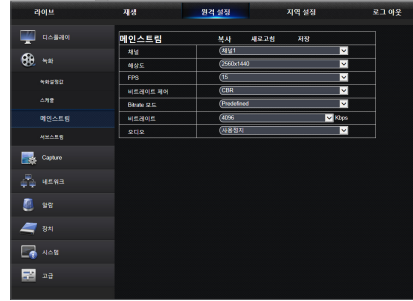 라이브 재생 원격 설정 지역 설정 로그 아웃
디스플레이
녹화
녹화설정값
스케줄
메인스트림
서브스트림
Capture
네트워크
알람
장치
시스템
고급
메인스트림 복사 새로고침 저장
채널 채널1
해상도 2560x1440
FPS 15
비트레이트 제어 CBR
Bitrate 모드 Predefined
비트레이트 4096 Kbps
오디오 사용정지